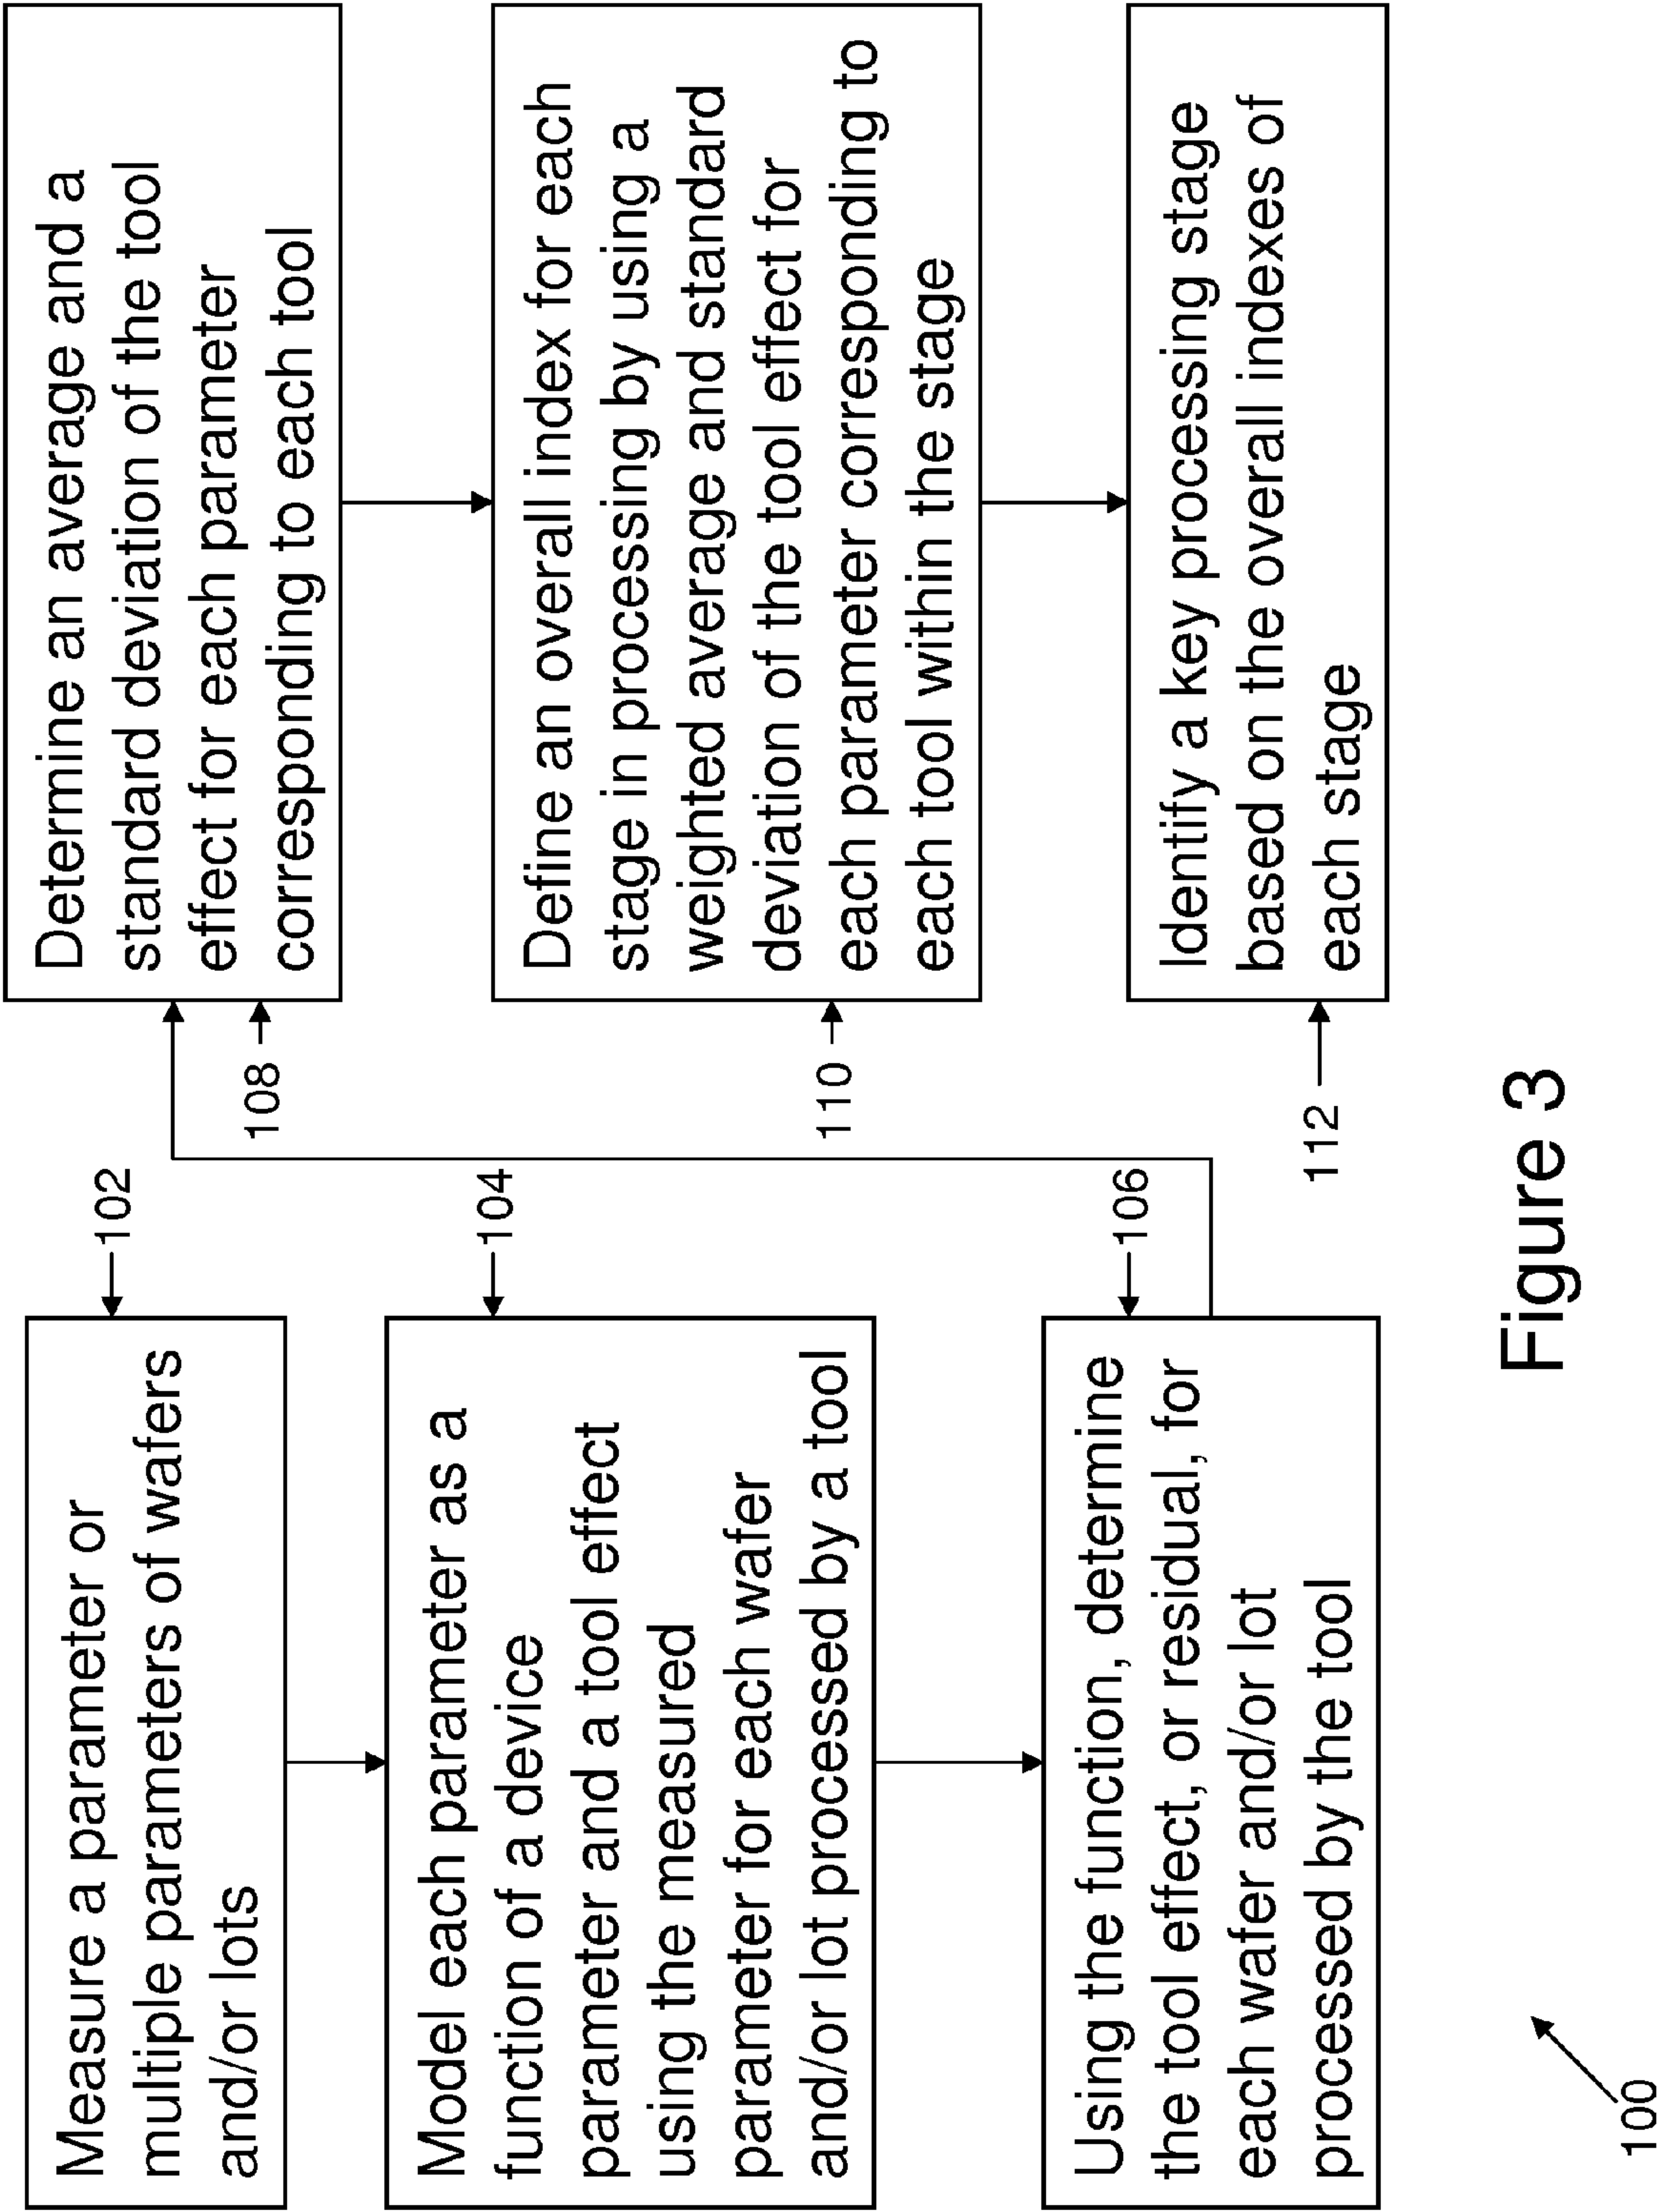 Measure a parameter or
multiple parameters of wafers
and/or lots
102
Model each parameter as a
function of a device
parameter and a tool effect
using the measured
parameter for each wafer
and/or lot processed by a tool
104
Using the function, determine
the tool effect, or residual, for
each wafer and/or lot
processed by the tool
106
Determine an average and a
standard deviation of the tool
effect for each parameter
corresponding to each tool
108
Define an overall index for each
stage in processing by using a
weighted average and standard
deviation of the tool effect for
each parameter corresponding to
each tool within the stage
110
Identify a key processing stage
based on the overall indexes of
each stage
112
100
Figure 3